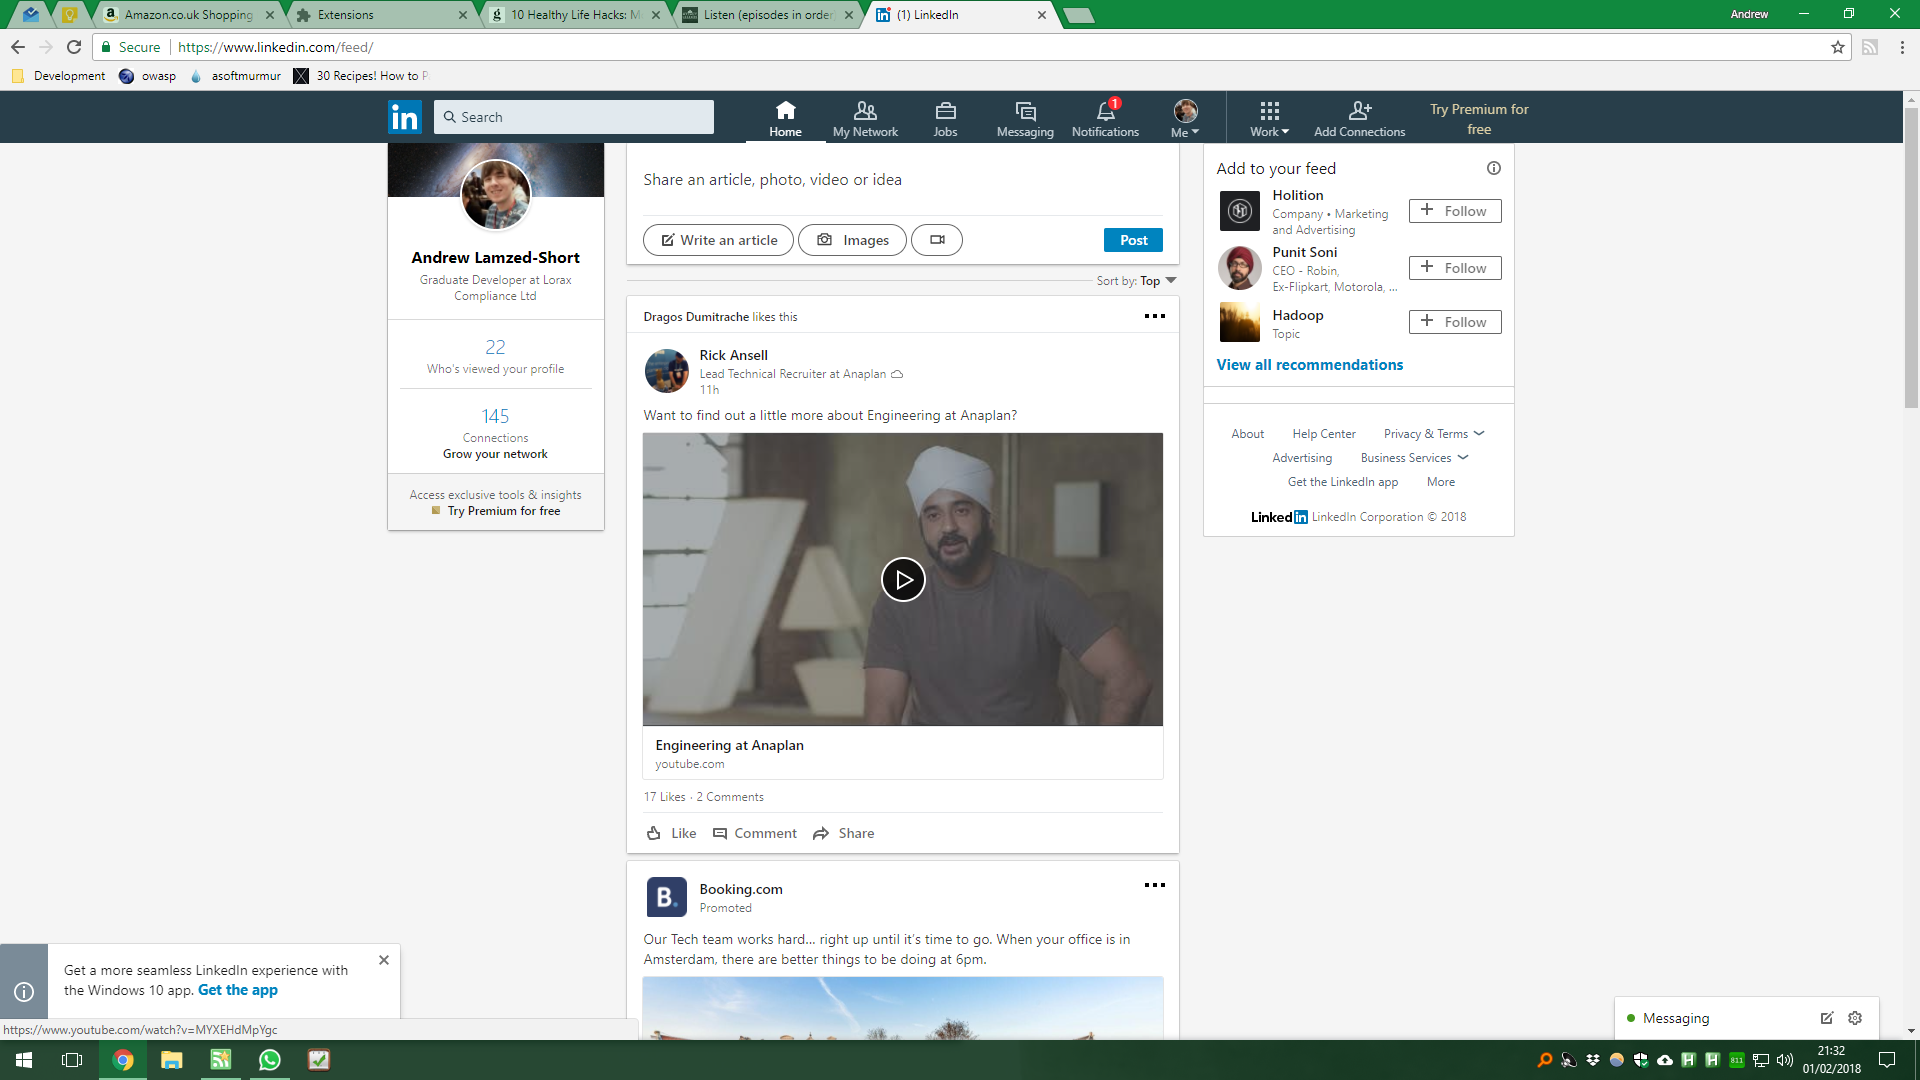 Amazon.co.uk Shopping
Extensions
10 Healthy Life Hacks: M
Listen (episodes in order
(1) LinkedIn
Andrew
Secure
https://www.linkedin.com/feed/
Development
owasp
asoftmurmur
30 Recipes! How to P
in
Search
Home
My Network
Jobs
Messaging
1
Notifications
Me
Work
Add Connections
Try Premium for
free
Andrew Lamzed-Short
Graduate Developer at Lorax
Compliance Ltd
22
Who's viewed your profile
145
Connections
Grow your network
Access exclusive tools & insights
Try Premium for free
Share an article, photo, video or idea
Write an article
Images
Post
Sort by: Top
Dragos Dumitrache likes this
Rick Ansell
Lead Technical Recruiter at Anaplan
11h
Want to find out a little more about Engineering at Anaplan?
Engineering at Anaplan
youtube.com
17 Likes · 2 Comments
Like
Comment
Share
B.
Booking.com
Promoted
Our Tech team works hard... right up until it's time to go. When your office is in
Amsterdam, there are better things to be doing at 6pm.
Add to your feed
Holition
Company • Marketing
and Advertising
Follow
Punit Soni
CEO - Robin,
Ex-Flipkart, Motorola, ...
Follow
Hadoop
Topic
Follow
View all recommendations
About
Help Center
Privacy & Terms
Advertising
Business Services
Get the LinkedIn app
More
Linked in LinkedIn Corporation © 2018
Get a more seamless LinkedIn experience with
the Windows 10 app. Get the app
https://www.youtube.com/watch?v=MYXEHdMpYgc
Messaging
21:32
01/02/2018